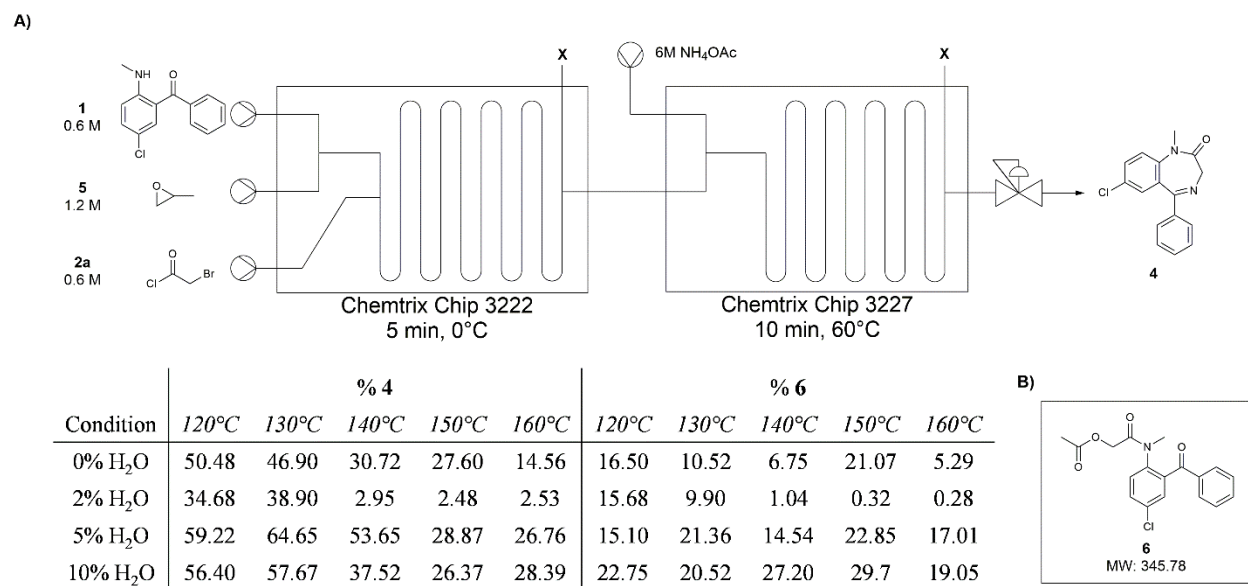 A)
1
0.6 M
NH
O
Cl
5
1.2 M
O
2a
0.6 M
O
Cl
Br
X
Chemtrix Chip 3222
5 min, 0°C
6M NH₄OAc
X
Chemtrix Chip 3227
10 min, 60°C
N
O
Cl
N
4
% 4 % 6
Condition 120°C 130°C 140°C 150°C 160°C 120°C 130°C 140°C 150°C 160°C
0% H₂O 50.48 46.90 30.72 27.60 14.56 16.50 10.52 6.75 21.07 5.29
2% H₂O 34.68 38.90 2.95 2.48 2.53 15.68 9.90 1.04 0.32 0.28
5% H₂O 59.22 64.65 53.65 28.87 26.76 15.10 21.36 14.54 22.85 17.01
10% H₂O 56.40 57.67 37.52 26.37 28.39 22.75 20.52 27.20 29.7 19.05
B)
O
O
N
O
O
Cl
6
MW: 345.78